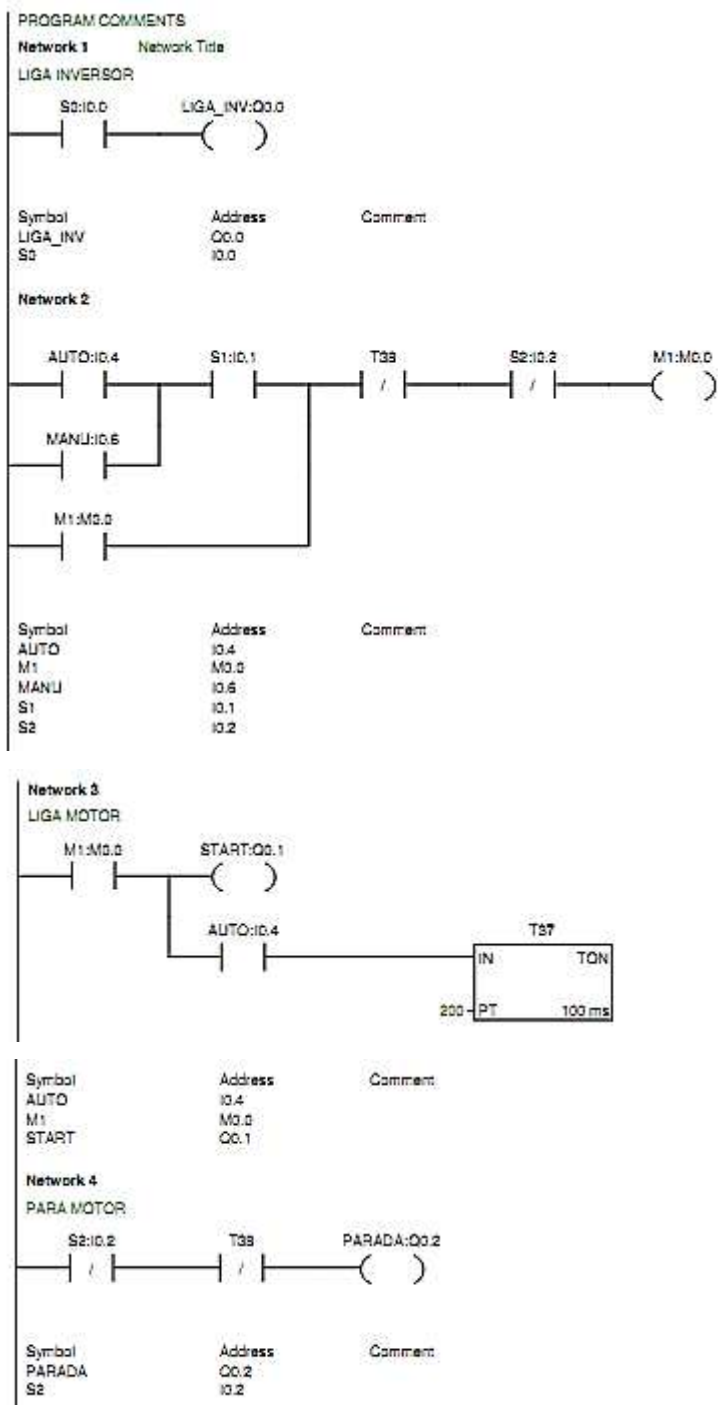 PROGRAM COMMENTS
Network 1 Network Title
LIGA INVERSOR
S0:I0.0 LIGA_INV:Q0.0
Symbol Address Comment
LIGA_INV Q0.0
S0 I0.0
Network 2
AUTO:I0.4 S1:I0.1 T38 S2:I0.2 M1:M0.0
/ /
MANU:I0.6
M1:M0.0
Symbol Address Comment
AUTO I0.4
M1 M0.0
MANU I0.6
S1 I0.1
S2 I0.2
Network 3
LIGA MOTOR
M1:M0.0 START:Q0.1
AUTO:I0.4 T37
IN TON
200 PT 100 ms
Symbol Address Comment
AUTO I0.4
M1 M0.0
START Q0.1
Network 4
PARA MOTOR
S2:I0.2 T38 PARADA:Q0.2
/ /
Symbol Address Comment
PARADA Q0.2
S2 I0.2